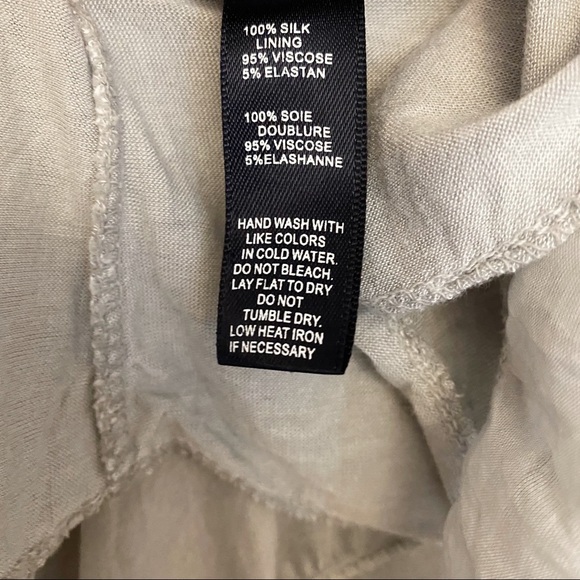 100% SILK
LINING
95% VISCOSE
5% ELASTAN
100% SOIE
DOUBLURE
95% VISCOSE
5%ELASHANNE
HAND WASH WITH
LIKE COLORS
IN COLD WATER.
DO NOT BLEACH.
LAY FLAT TO DRY
DO NOT
TUMBLE DRY.
LOW HEAT IRON
IF NECESSARY